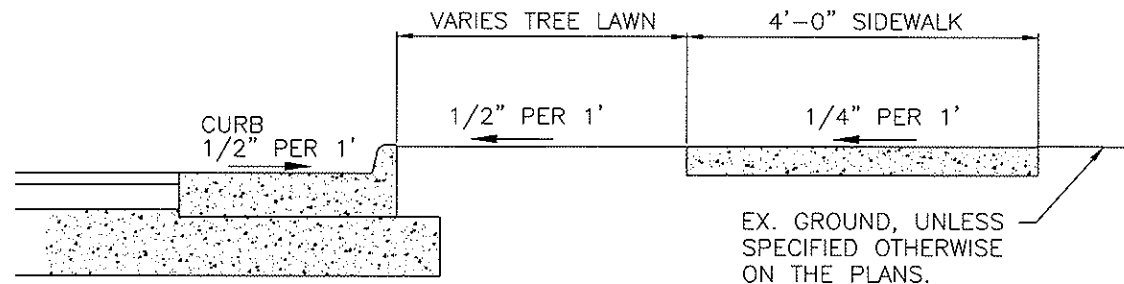 VARIES TREE LAWN
4'-0" SIDEWALK
CURB
1/2" PER 1'
1/2" PER 1'
1/4" PER 1'
EX. GROUND, UNLESS
SPECIFIED OTHERWISE
ON THE PLANS.